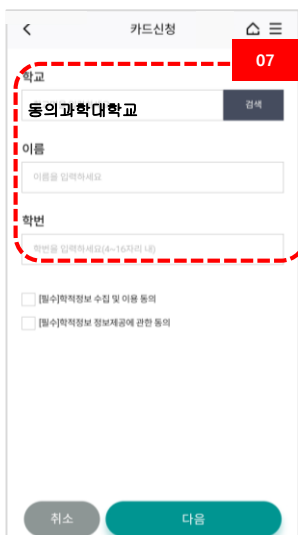 카드신청
07
학교
동의과학대학교
검색
이름
이름을 입력하세요
학번
학번을 입력하세요(4~16자리 내)
[필수]학적정보 수집 및 이용 동의
[필수]학적정보 정보제공에 관한 동의
취소
다음